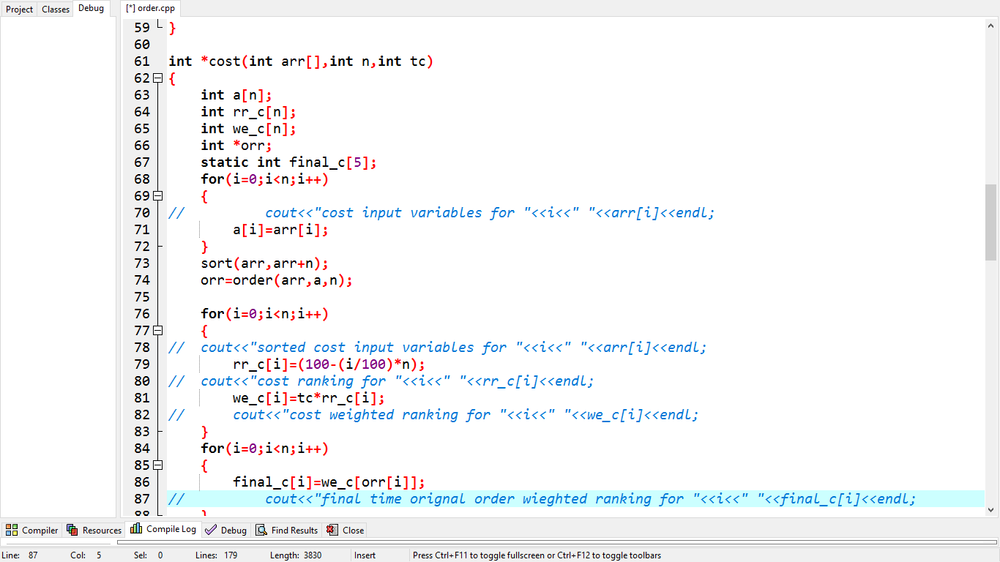 Project Classes Debug [*] order.cpp
59 }
60
61 int *cost(int arr[],int n,int tc)
62 {
63 int a[n];
64 int rr_c[n];
65 int we_c[n];
66 int *orr;
67 static int final_c[5];
68 for(i=0;i<n;i++)
69 {
70 // cout<<"cost input variables for "<<i<<" "<<arr[i]<<endl;
71 a[i]=arr[i];
72 }
73 sort(arr,arr+n);
74 orr=order(arr,a,n);
75
76 for(i=0;i<n;i++)
77 {
78 // cout<<"sorted cost input variables for "<<i<<" "<<arr[i]<<endl;
79 rr_c[i]=(100-(i/100)*n);
80 // cout<<"cost ranking for "<<i<<" "<<rr_c[i]<<endl;
81 we_c[i]=tc*rr_c[i];
82 // cout<<"cost weighted ranking for "<<i<<" "<<we_c[i]<<endl;
83 }
84 for(i=0;i<n;i++)
85 {
86 final_c[i]=we_c[orr[i]];
87 // cout<<"final time orignal order wieghted ranking for "<<i<<" "<<final_c[i]<<endl;
88 }
Compiler Resources Compile Log Debug Find Results Close
Line: 87 Col: 5 Sel: 0 Lines: 179 Length: 3830 Insert Press Ctrl+F11 to toggle fullscreen or Ctrl+F12 to toggle toolbars